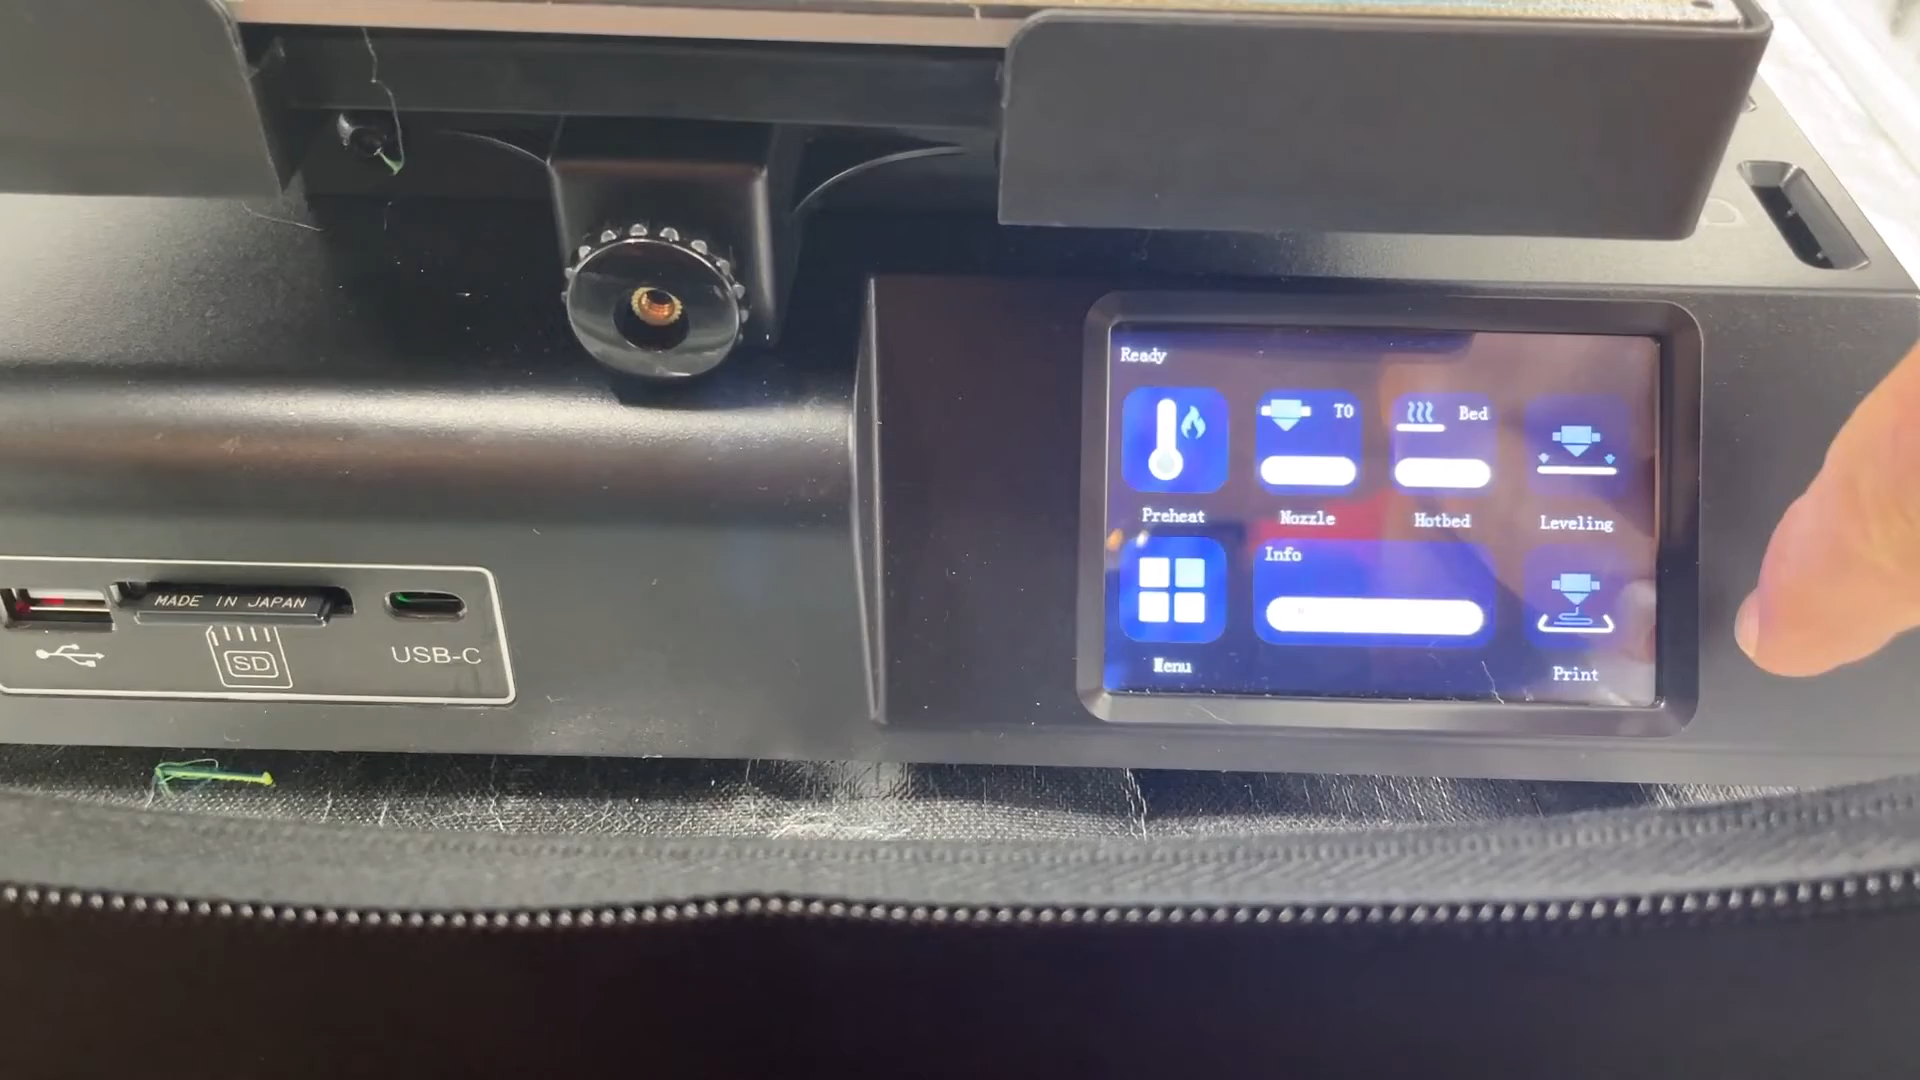 Ready
T0
Bed
Preheat
Nozzle
Hotbed
Leveling
Info
Menu
Print
MADE IN JAPAN
SD
USB-C